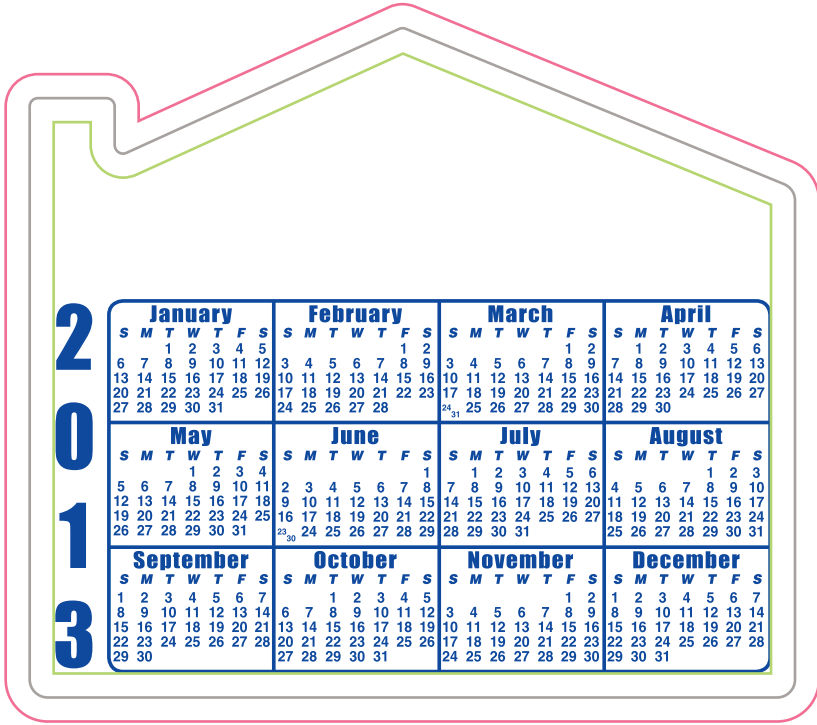 2
0
1
3
January
S M T W T F S
1 2 3 4 5
6 7 8 9 10 11 12
13 14 15 16 17 18 19
20 21 22 23 24 25 26
27 28 29 30 31
February
S M T W T F S
1 2
3 4 5 6 7 8 9
10 11 12 13 14 15 16
17 18 19 20 21 22 23
24 25 26 27 28
March
S M T W T F S
1 2
3 4 5 6 7 8 9
10 11 12 13 14 15 16
17 18 19 20 21 22 23
24 31 25 26 27 28 29 30
April
S M T W T F S
1 2 3 4 5 6
7 8 9 10 11 12 13
14 15 16 17 18 19 20
21 22 23 24 25 26 27
28 29 30
May
S M T W T F S
1 2 3 4
5 6 7 8 9 10 11
12 13 14 15 16 17 18
19 20 21 22 23 24 25
26 27 28 29 30 31
June
S M T W T F S
1
2 3 4 5 6 7 8
9 10 11 12 13 14 15
16 17 18 19 20 21 22
23 30 24 25 26 27 28 29
July
S M T W T F S
1 2 3 4 5 6
7 8 9 10 11 12 13
14 15 16 17 18 19 20
21 22 23 24 25 26 27
28 29 30 31
August
S M T W T F S
1 2 3
4 5 6 7 8 9 10
11 12 13 14 15 16 17
18 19 20 21 22 23 24
25 26 27 28 29 30 31
September
S M T W T F S
1 2 3 4 5 6 7
8 9 10 11 12 13 14
15 16 17 18 19 20 21
22 23 24 25 26 27 28
29 30
October
S M T W T F S
1 2 3 4 5
6 7 8 9 10 11 12
13 14 15 16 17 18 19
20 21 22 23 24 25 26
27 28 29 30 31
November
S M T W T F S
1 2
3 4 5 6 7 8 9
10 11 12 13 14 15 16
17 18 19 20 21 22 23
24 25 26 27 28 29 30
December
S M T W T F S
1 2 3 4 5 6 7
8 9 10 11 12 13 14
15 16 17 18 19 20 21
22 23 24 25 26 27 28
29 30 31